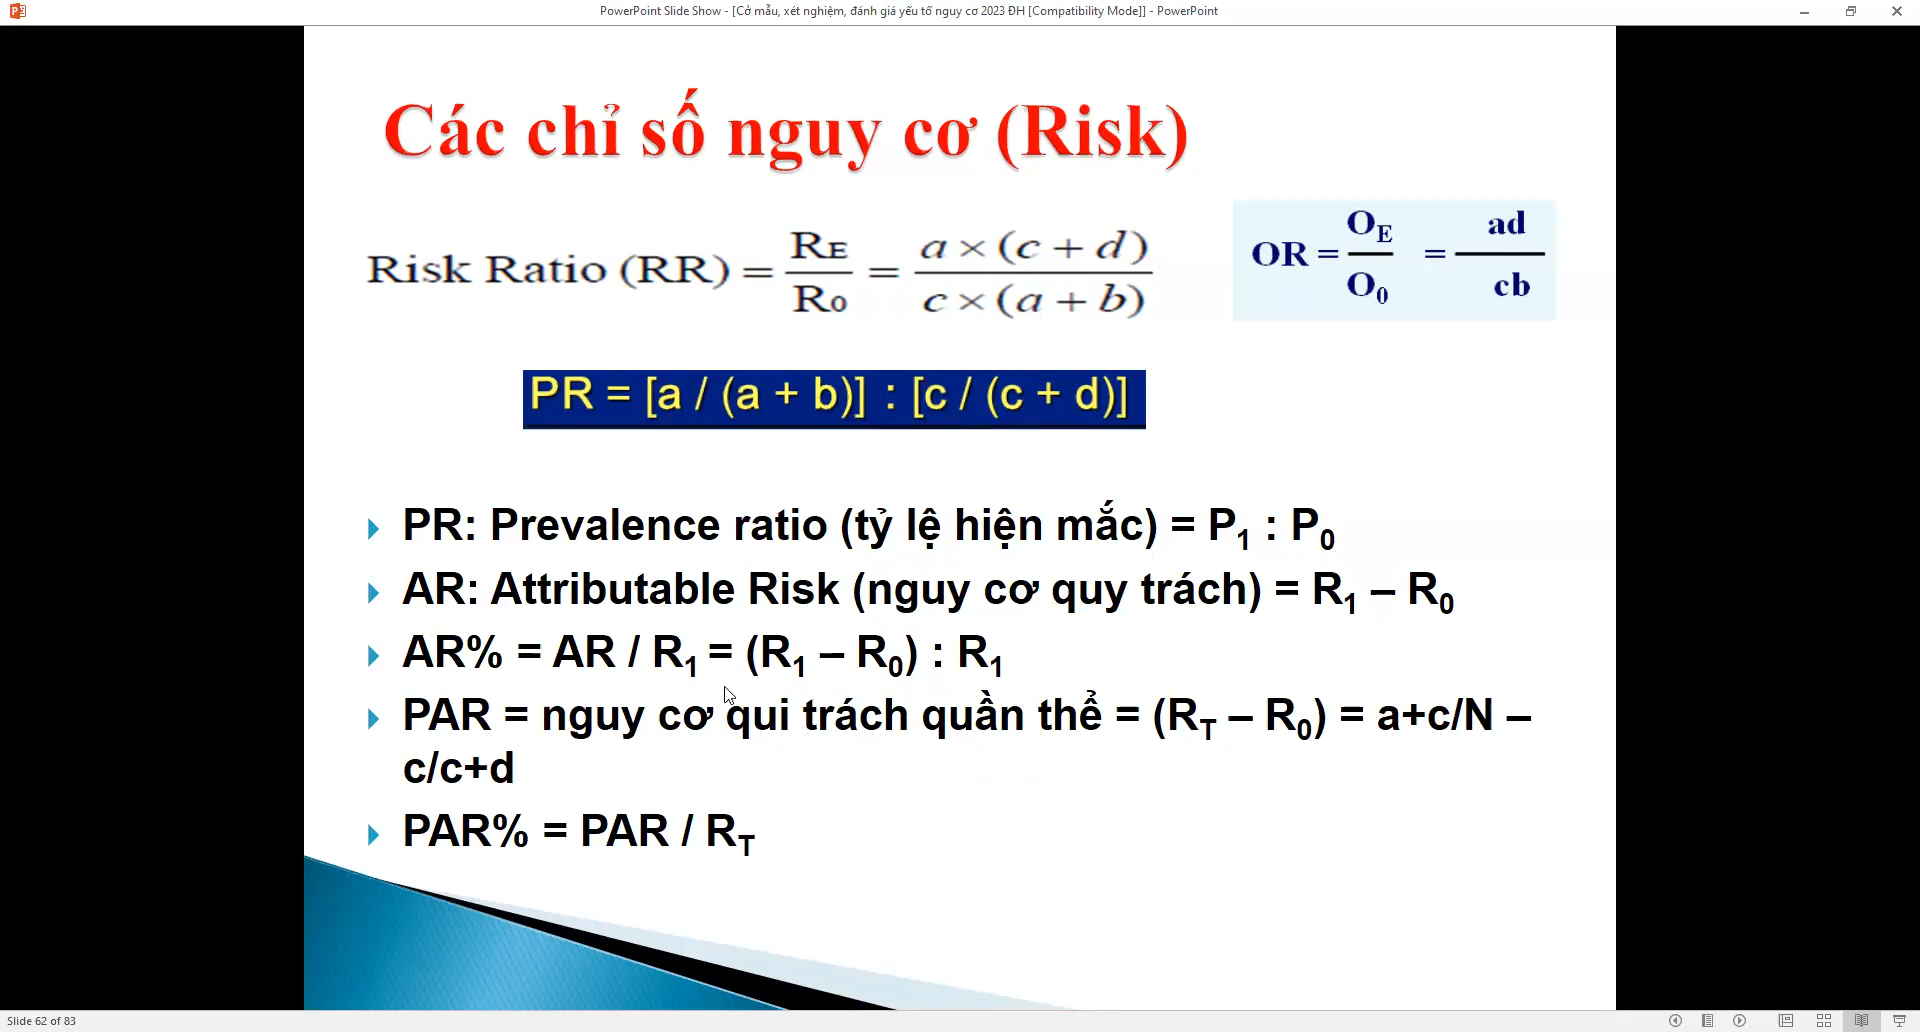 PowerPoint Slide Show - [Cở mẫu, xét nghiệm, đánh giá yếu tố nguy cơ 2023 ĐH [Compatibility Mode]] - PowerPoint
Các chỉ số nguy cơ (Risk)
Risk Ratio (RR) = RE / R0 = a × (c + d) / c × (a + b)
OR = OE / O0 = ad / cb
PR = [a / (a + b)] : [c / (c + d)]
PR: Prevalence ratio (tỷ lệ hiện mắc) = P1 : P0
AR: Attributable Risk (nguy cơ quy trách) = R1 – R0
AR% = AR / R1 = (R1 – R0) : R1
PAR = nguy cơ qui trách quần thể = (RT – R0) = a+c/N –
c/c+d
PAR% = PAR / RT
Slide 62 of 83